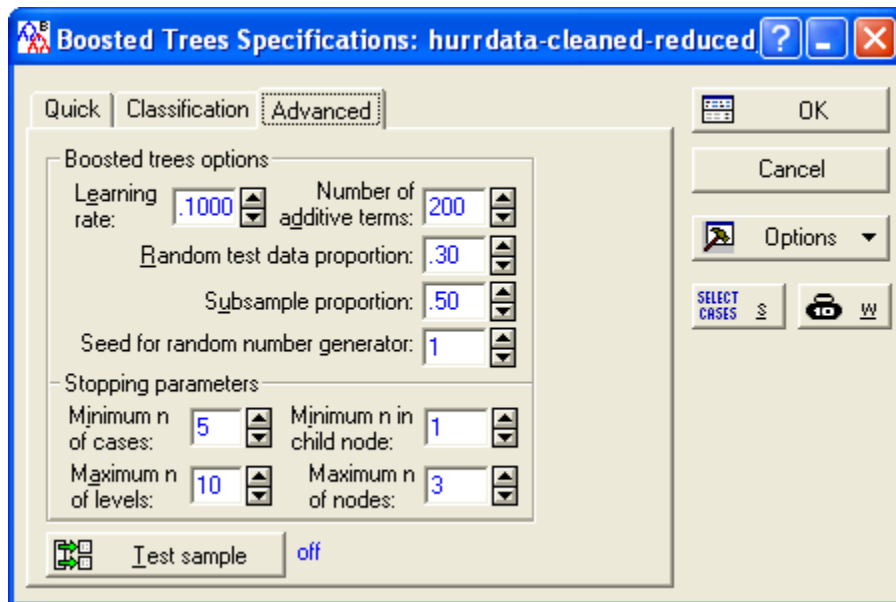 Boosted Trees Specifications: hurrdata-cleaned-reduced
Quick Classification Advanced
Boosted trees options
Learning rate: .1000
Number of additive terms: 200
Random test data proportion: .30
Subsample proportion: .50
Seed for random number generator: 1
Stopping parameters
Minimum n of cases: 5
Minimum n in child node: 1
Maximum n of levels: 10
Maximum n of nodes: 3
Test sample off
OK
Cancel
Options
SELECT CASES S
W